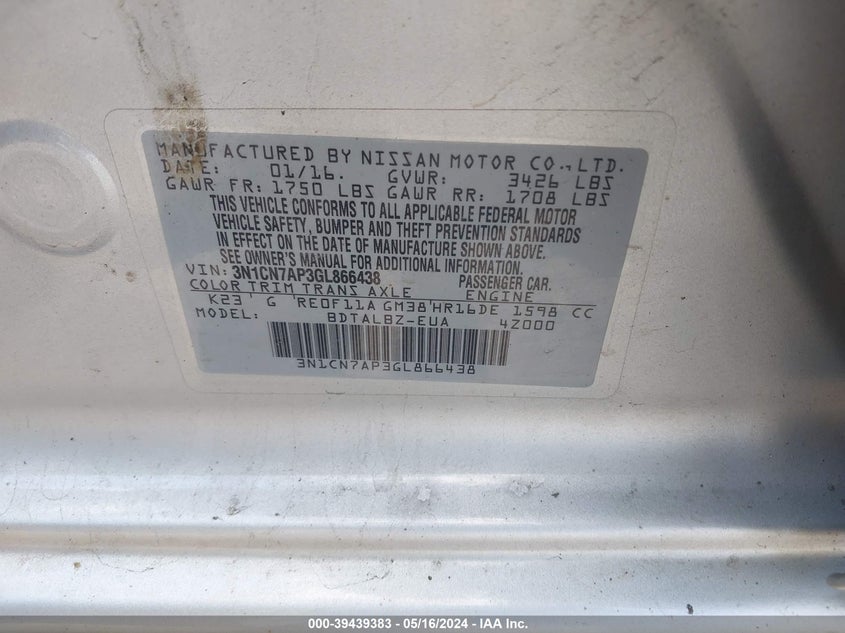 MANUFACTURED BY NISSAN MOTOR CO., LTD.
DATE: 01/16. GVWR: 3426 LBS
GAWR FR: 1750 LBS GAWR RR: 1708 LBS
THIS VEHICLE CONFORMS TO ALL APPLICABLE FEDERAL MOTOR
VEHICLE SAFETY, BUMPER AND THEFT PREVENTION STANDARDS
IN EFFECT ON THE DATE OF MANUFACTURE SHOWN ABOVE.
SEE OWNER'S MANUAL FOR ADDITIONAL INFORMATION.
VIN: 3N1CN7AP3GL866438 PASSENGER CAR.
COLOR TRIM TRANS AXLE ENGINE
K23' G 'RE0F11A GM38'HR16DE 1598 CC
MODEL: BDTALBZ-EUA 4Z000
3N1CN7AP3GL866438
000-39439383 - 05/16/2024 - IAA Inc.